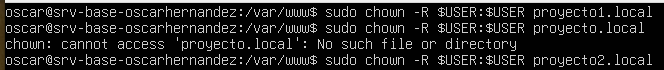 oscar@srv-base-oscarhernandez:/var/www$ sudo chown -R $USER:$USER proyecto1.local
oscar@srv-base-oscarhernandez:/var/www$ sudo chown -R $USER:$USER proyecto.local
chown: cannot access 'proyecto.local': No such file or directory
oscar@srv-base-oscarhernandez:/var/www$ sudo chown -R $USER:$USER proyecto2.local